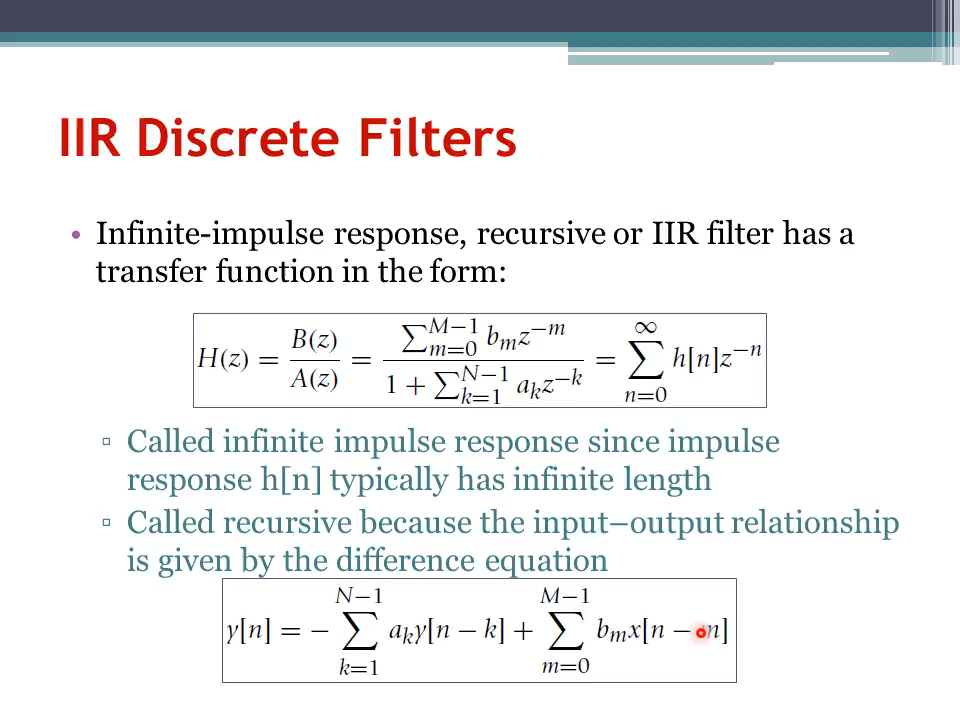 IIR Discrete Filters
• Infinite-impulse response, recursive or IIR filter has a
transfer function in the form:
H(z) = B(z)/A(z) = ∑_{m=0}^{M−1} b_m z^{−m} / (1 + ∑_{k=1}^{N−1} a_k z^{−k}) = ∑_{n=0}^{∞} h[n]z^{−n}
▫ Called infinite impulse response since impulse
response h[n] typically has infinite length
▫ Called recursive because the input–output relationship
is given by the difference equation
y[n] = − ∑_{k=1}^{N−1} a_k y[n − k] + ∑_{m=0}^{M−1} b_m x[n − m]